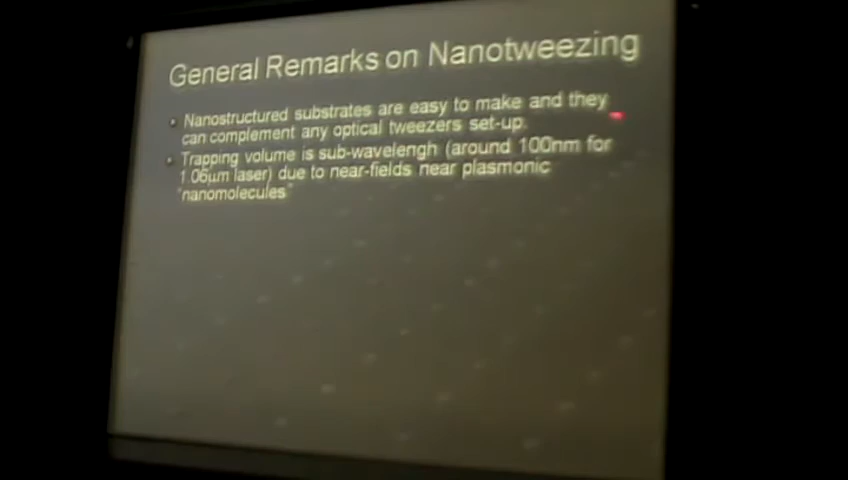 General Remarks on Nanotweezing
• Nanostructured substrates are easy to make and they
can complement any optical tweezers set-up.
• Trapping volume is sub-wavelengh (around 100nm for
1.06μm laser) due to near-fields near plasmonic
"nanomolecules"